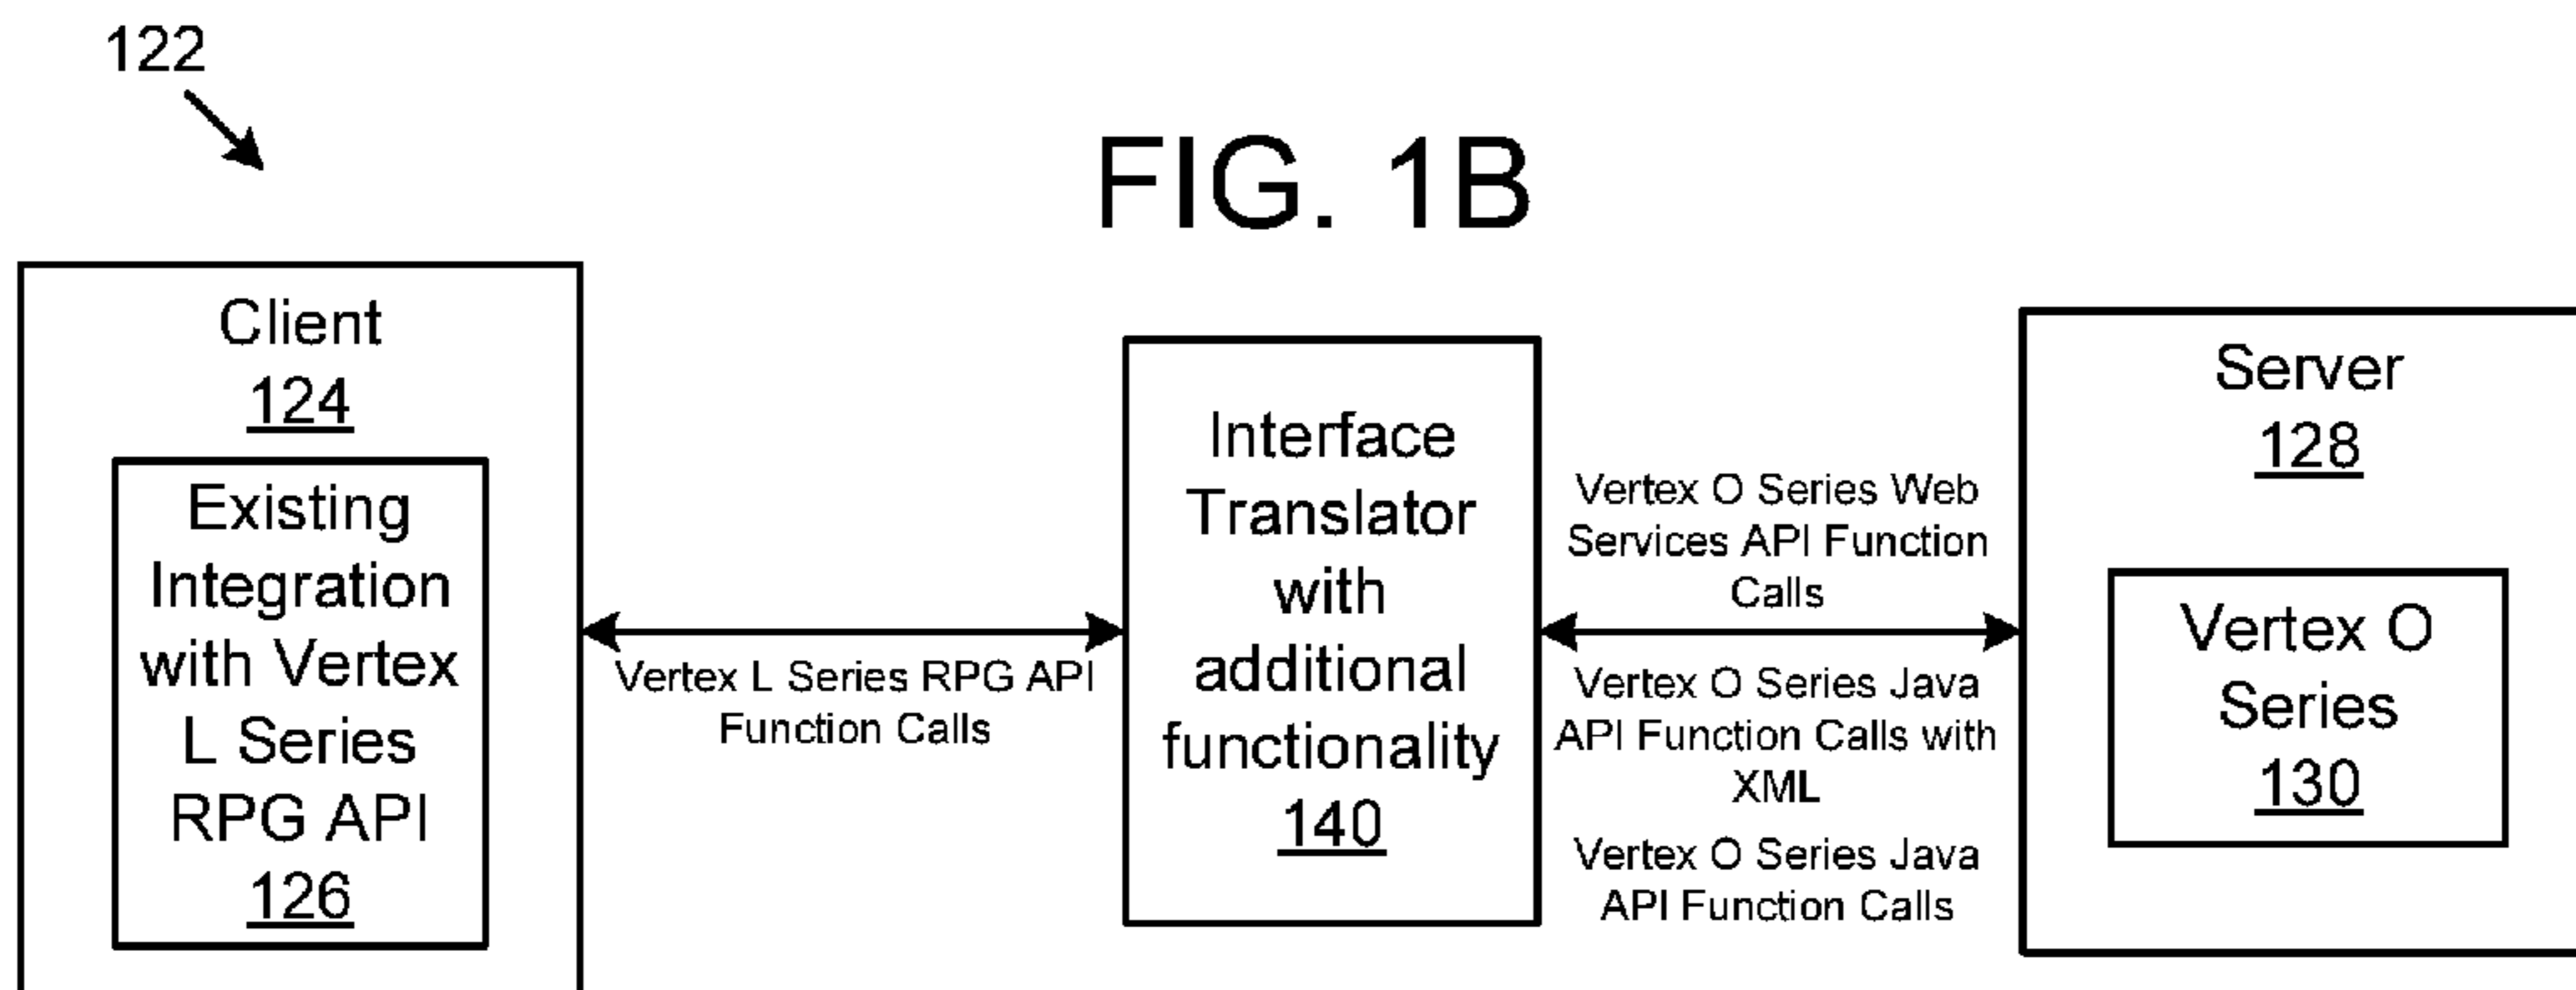 122
FIG. 1B
Client
124
Existing
Integration
with Vertex
L Series
RPG API
126
Vertex L Series RPG API
Function Calls
Interface
Translator
with
additional
functionality
140
Vertex O Series Web
Services API Function
Calls
Vertex O Series Java
API Function Calls with
XML
Vertex O Series Java
API Function Calls
Server
128
Vertex O
Series
130